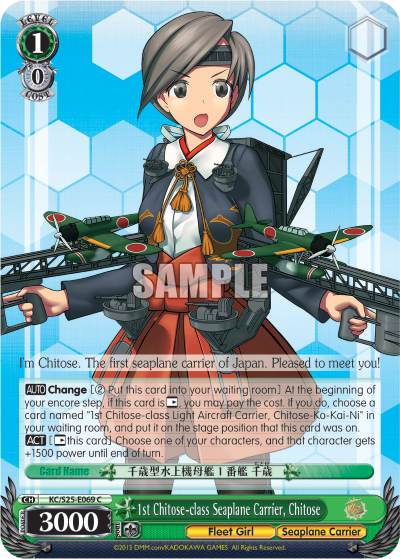 LEVEL
1
0
COST
SAMPLE
I'm Chitose. The first seaplane carrier of Japan. Pleased to meet you!
AUTO Change [② Put this card into your waiting room] At the beginning
of your encore step, if this card is you may pay the cost. If you do, choose a
card named "1st Chitose-class Light Aircraft Carrier, Chitose-Ko-Kai-Ni" in
your waiting room, and put it on the stage position that this card was on.
ACT [this card] Choose one of your characters, and that character gets
+1500 power until end of turn.
Card Name 千歳型水上機母艦1番艦 千歳
CH KC/S25-E069 C
1st Chitose-class Seaplane Carrier, Chitose
POWER 3000 SOUL
Fleet Girl Seaplane Carrier
©2015 DMM.com/KADOKAWA GAMES All Rights Reserved.